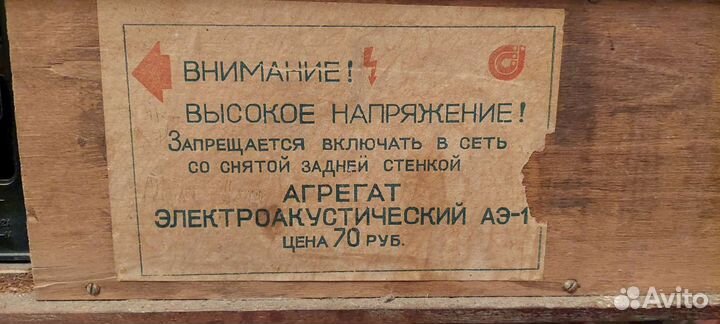 ВНИМАНИЕ!
ВЫСОКОЕ НАПРЯЖЕНИЕ!
ЗАПРЕЩАЕТСЯ ВКЛЮЧАТЬ В СЕТЬ
СО СНЯТОЙ ЗАДНЕЙ СТЕНКОЙ
АГРЕГАТ
ЭЛЕКТРОАКУСТИЧЕСКИЙ АЭ-1
ЦЕНА 70 РУБ.
Avito